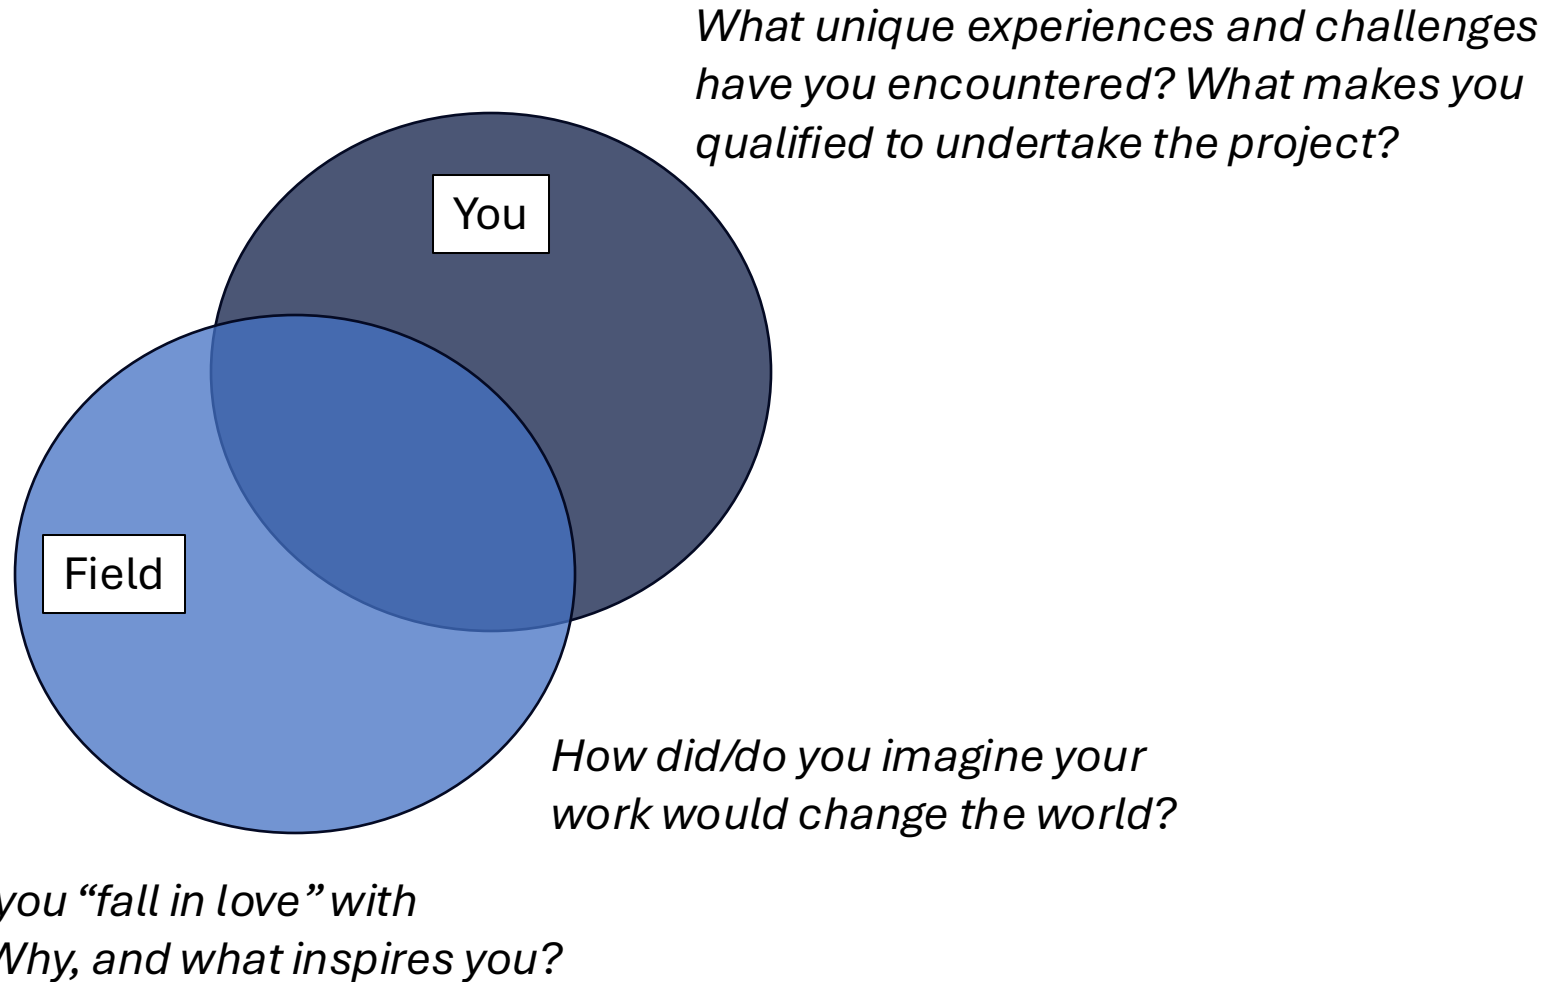 What unique experiences and challenges
have you encountered? What makes you
qualified to undertake the project?
You
Field
How did/do you imagine your
work would change the world?
you “fall in love” with
Why, and what inspires you?